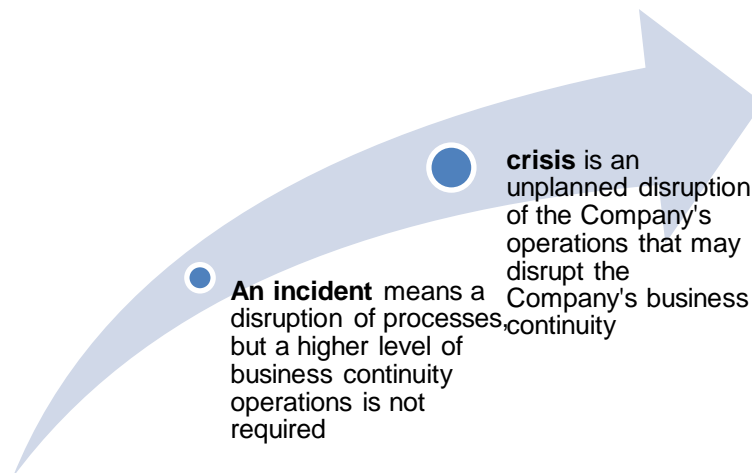 An incident means a
disruption of processes,
but a higher level of
business continuity
operations is not
required
crisis is an
unplanned disruption
of the Company's
operations that may
disrupt the
Company's business
continuity